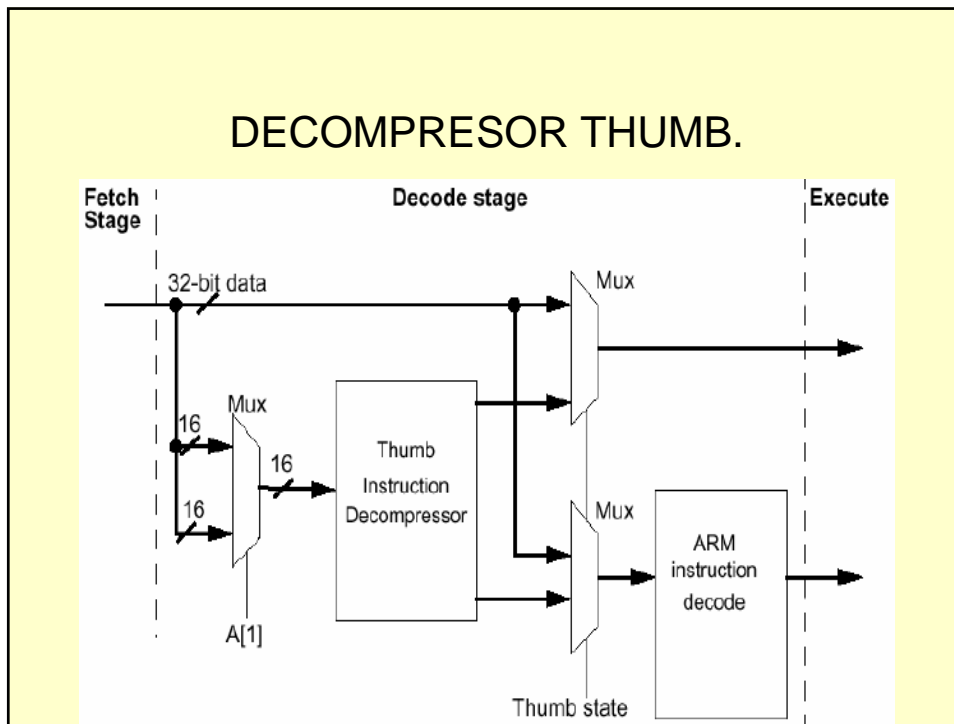 DECOMPRESOR THUMB.
Fetch
Stage
Decode stage
Execute
32-bit data
Mux
Mux
16
16
16
Thumb
Instruction
Decompressor
Mux
ARM
instruction
decode
A[1]
Thumb state